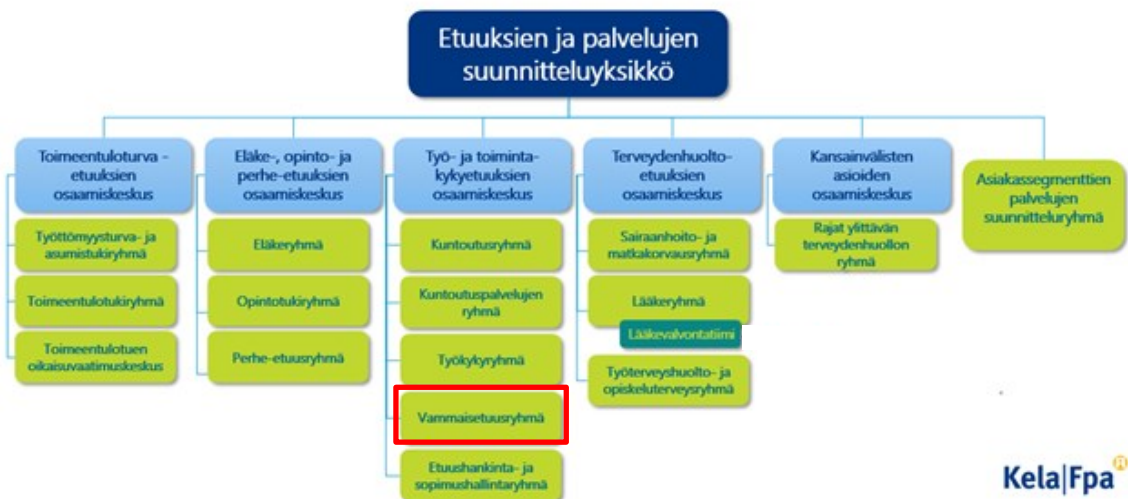 Etuuksien ja palvelujen
suunnitteluyksikkö
Toimeentuloturva -
etuuksien
osaamiskeskus
Työttömyysturva- ja
asumistukiryhmä
Toimeentulotukiryhmä
Toimeentulotuen
oikaisuvaatimuskeskus
Eläke-, opinto- ja
perhe-etuuksien
osaamiskeskus
Eläkeryhmä
Opintotukiryhmä
Perhe-etuusryhmä
Työ- ja toiminta-
kykyetuuksien
osaamiskeskus
Kuntoutusryhmä
Kuntoutuspalvelujen
ryhmä
Työkykyryhmä
Vammaisetuusryhmä
Etuushankinta- ja
sopimushallintaryhmä
Terveydenhuolto-
etuuksien
osaamiskeskus
Sairaanhoito- ja
matkakorvausryhmä
Lääkeryhmä
Lääkevalvontatiimi
Työterveyshuolto- ja
opiskeluterveysryhmä
Kansainvälisten
asioiden
osaamiskeskus
Rajat ylittävän
terveydenhuollon
ryhmä
Asiakassegmenttien
palvelujen
suunnitteluryhmä
Kela|Fpa